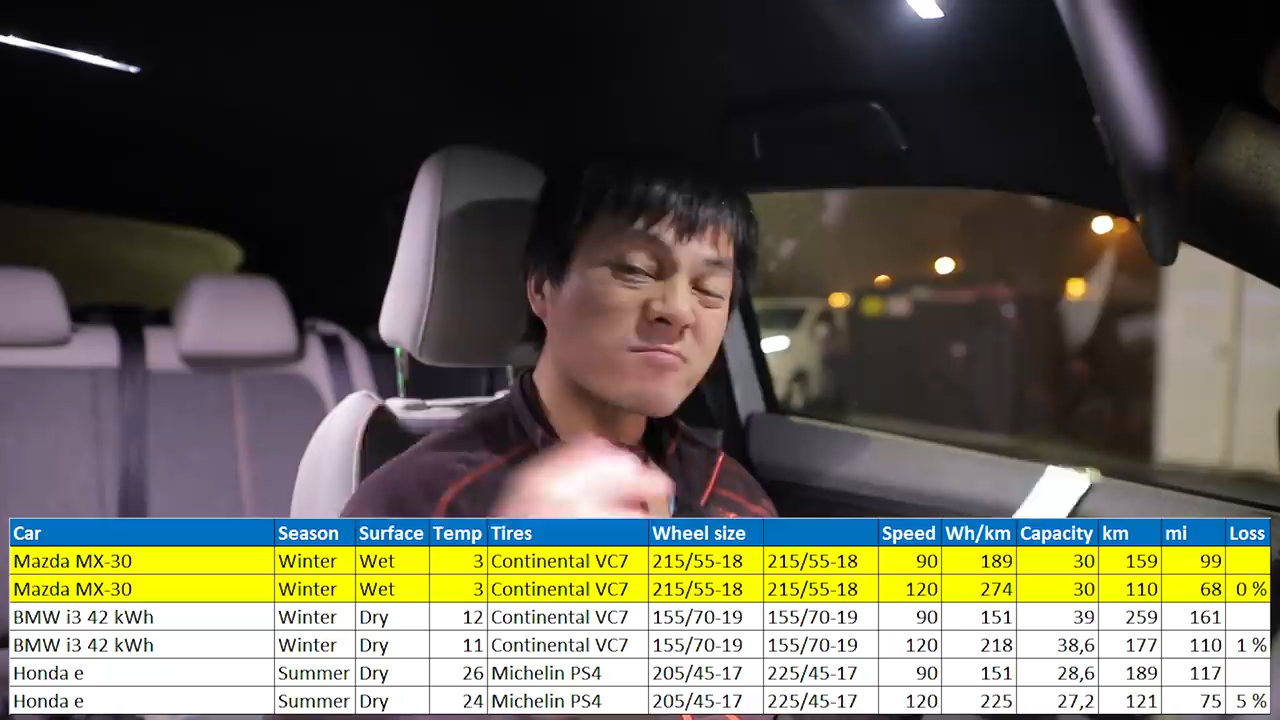 Car Season Surface Temp Tires Wheel size Speed Wh/km Capacity km mi Loss
Mazda MX-30 Winter Wet 3 Continental VC7 215/55-18 215/55-18 90 189 30 159 99
Mazda MX-30 Winter Wet 3 Continental VC7 215/55-18 215/55-18 120 274 30 110 68 0 %
BMW i3 42 kWh Winter Dry 12 Continental VC7 155/70-19 155/70-19 90 151 39 259 161
BMW i3 42 kWh Winter Dry 11 Continental VC7 155/70-19 155/70-19 120 218 38,6 177 110 1 %
Honda e Summer Dry 26 Michelin PS4 205/45-17 225/45-17 90 151 28,6 189 117
Honda e Summer Dry 24 Michelin PS4 205/45-17 225/45-17 120 225 27,2 121 75 5 %